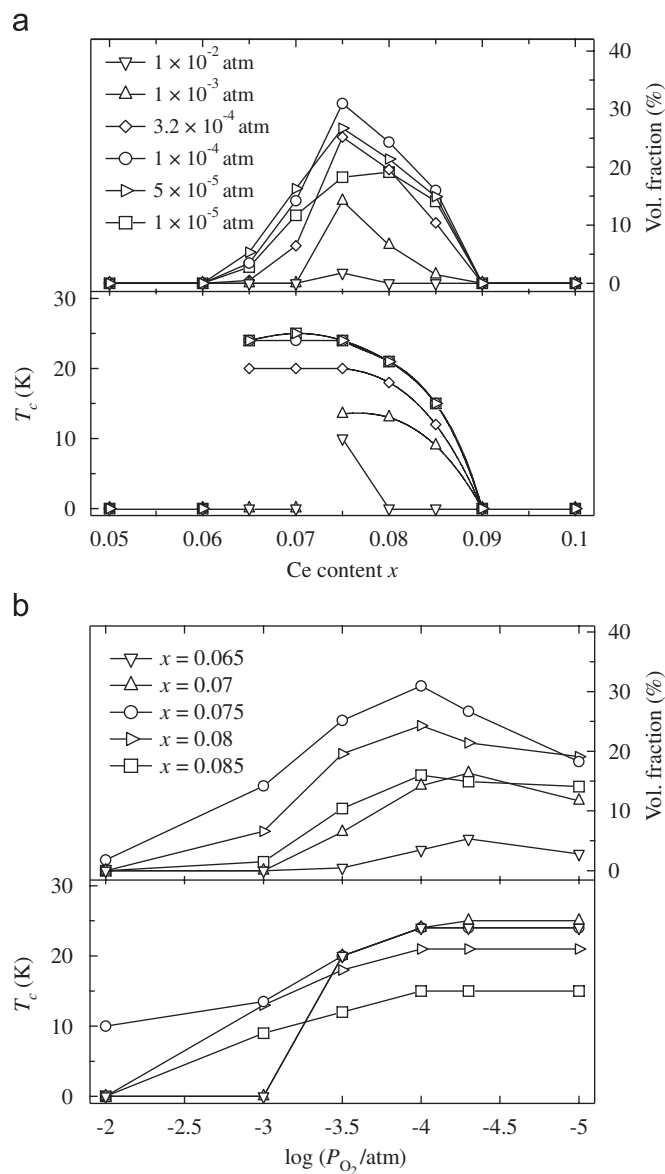 a
1 × 10⁻² atm
1 × 10⁻³ atm
3.2 × 10⁻⁴ atm
1 × 10⁻⁴ atm
5 × 10⁻⁵ atm
1 × 10⁻⁵ atm
40
30
20
10
0
Vol. fraction (%)
30
20
10
0
T_c (K)
0.05 0.06 0.07 0.08 0.09 0.1
Ce content x
b
x = 0.065
x = 0.07
x = 0.075
x = 0.08
x = 0.085
40
30
20
10
0
Vol. fraction (%)
30
20
10
0
T_c (K)
-2 -2.5 -3 -3.5 -4 -4.5 -5
log (P_O₂/atm)